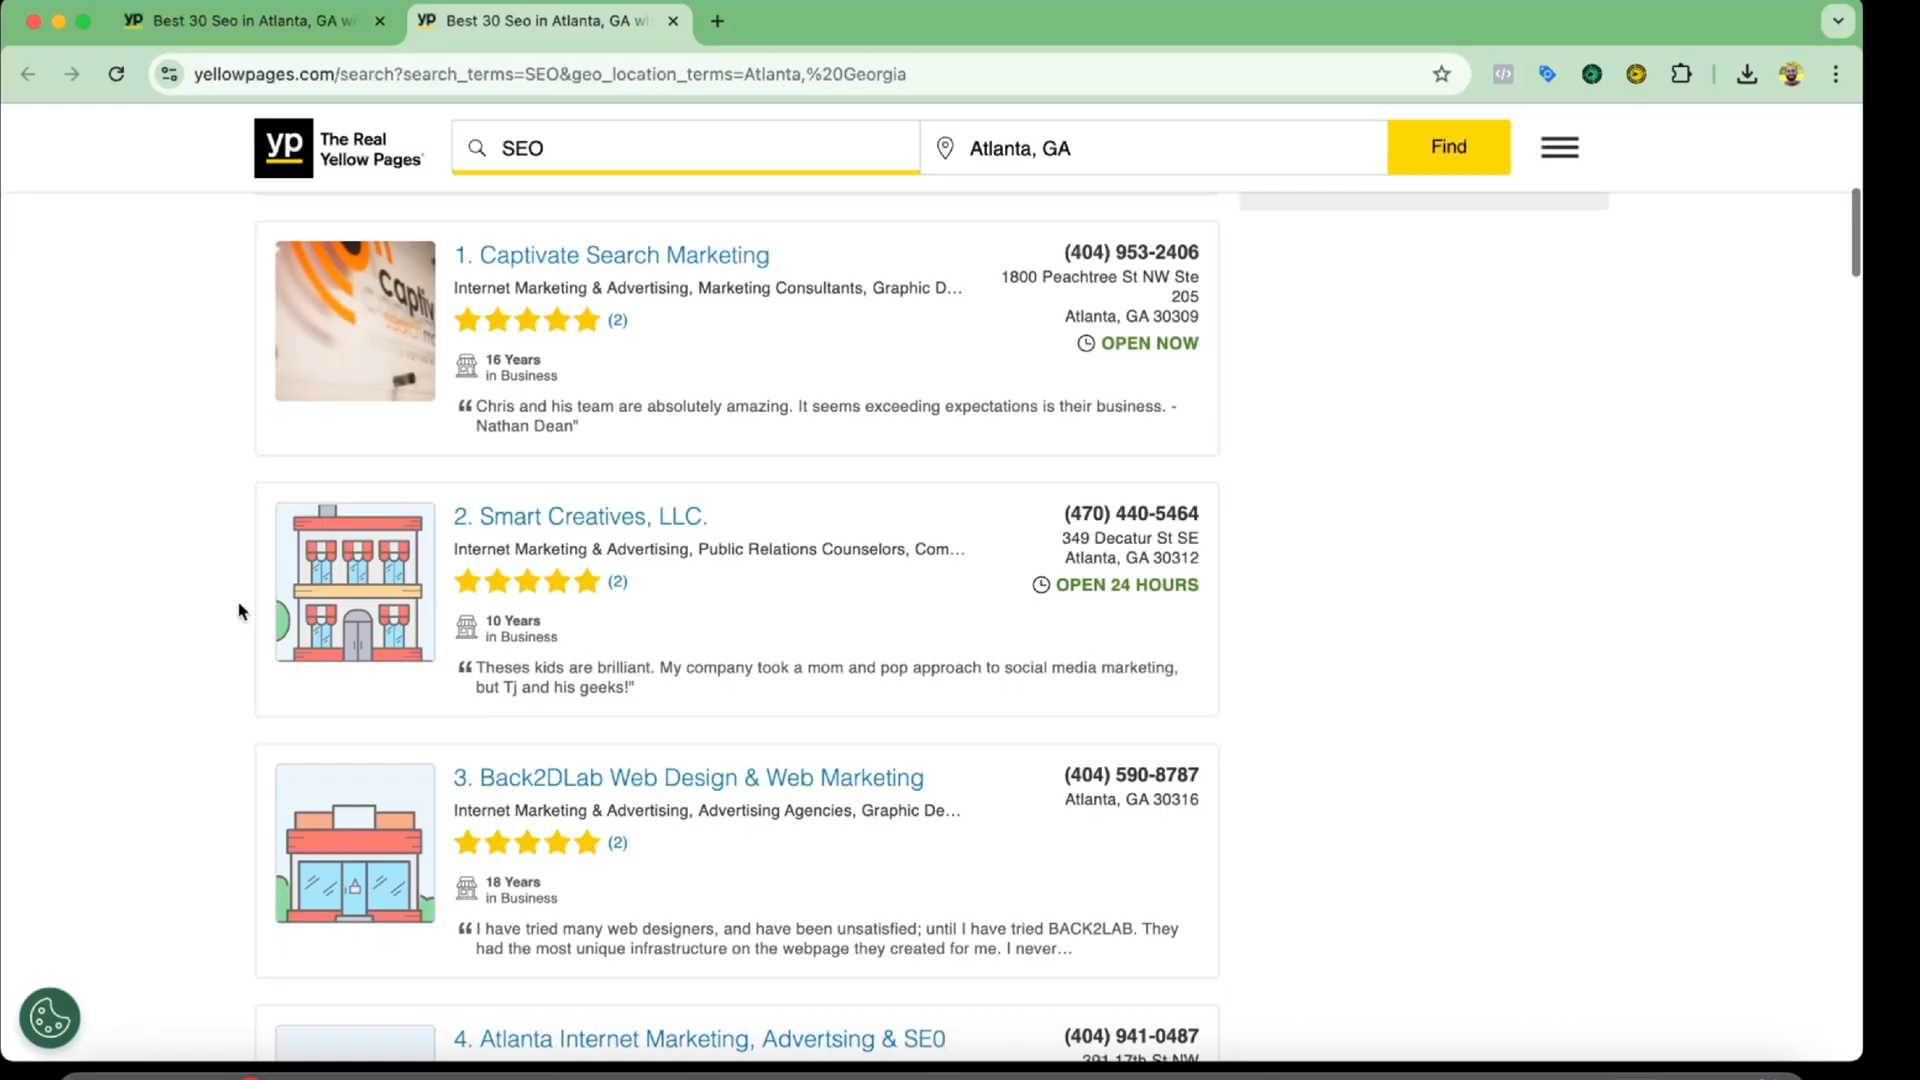 yp Best 30 Seo in Atlanta, GA wi
yp Best 30 Seo in Atlanta, GA wi
yellowpages.com/search?search_terms=SEO&geo_location_terms=Atlanta,%20Georgia
yp The Real
Yellow Pages
SEO
Atlanta, GA
Find
1. Captivate Search Marketing
Internet Marketing & Advertising, Marketing Consultants, Graphic D...
(2)
16 Years
in Business
“Chris and his team are absolutely amazing. It seems exceeding expectations is their business. -
Nathan Dean"
(404) 953-2406
1800 Peachtree St NW Ste
205
Atlanta, GA 30309
OPEN NOW
2. Smart Creatives, LLC.
Internet Marketing & Advertising, Public Relations Counselors, Com...
(2)
10 Years
in Business
“Theses kids are brilliant. My company took a mom and pop approach to social media marketing,
but Tj and his geeks!"
(470) 440-5464
349 Decatur St SE
Atlanta, GA 30312
OPEN 24 HOURS
3. Back2DLab Web Design & Web Marketing
Internet Marketing & Advertising, Advertising Agencies, Graphic De...
(2)
18 Years
in Business
“I have tried many web designers, and have been unsatisfied; until I have tried BACK2LAB. They
had the most unique infrastructure on the webpage they created for me. I never...
(404) 590-8787
Atlanta, GA 30316
4. Atlanta Internet Marketing, Advertsing & SE0
(404) 941-0487
391 17th St NW